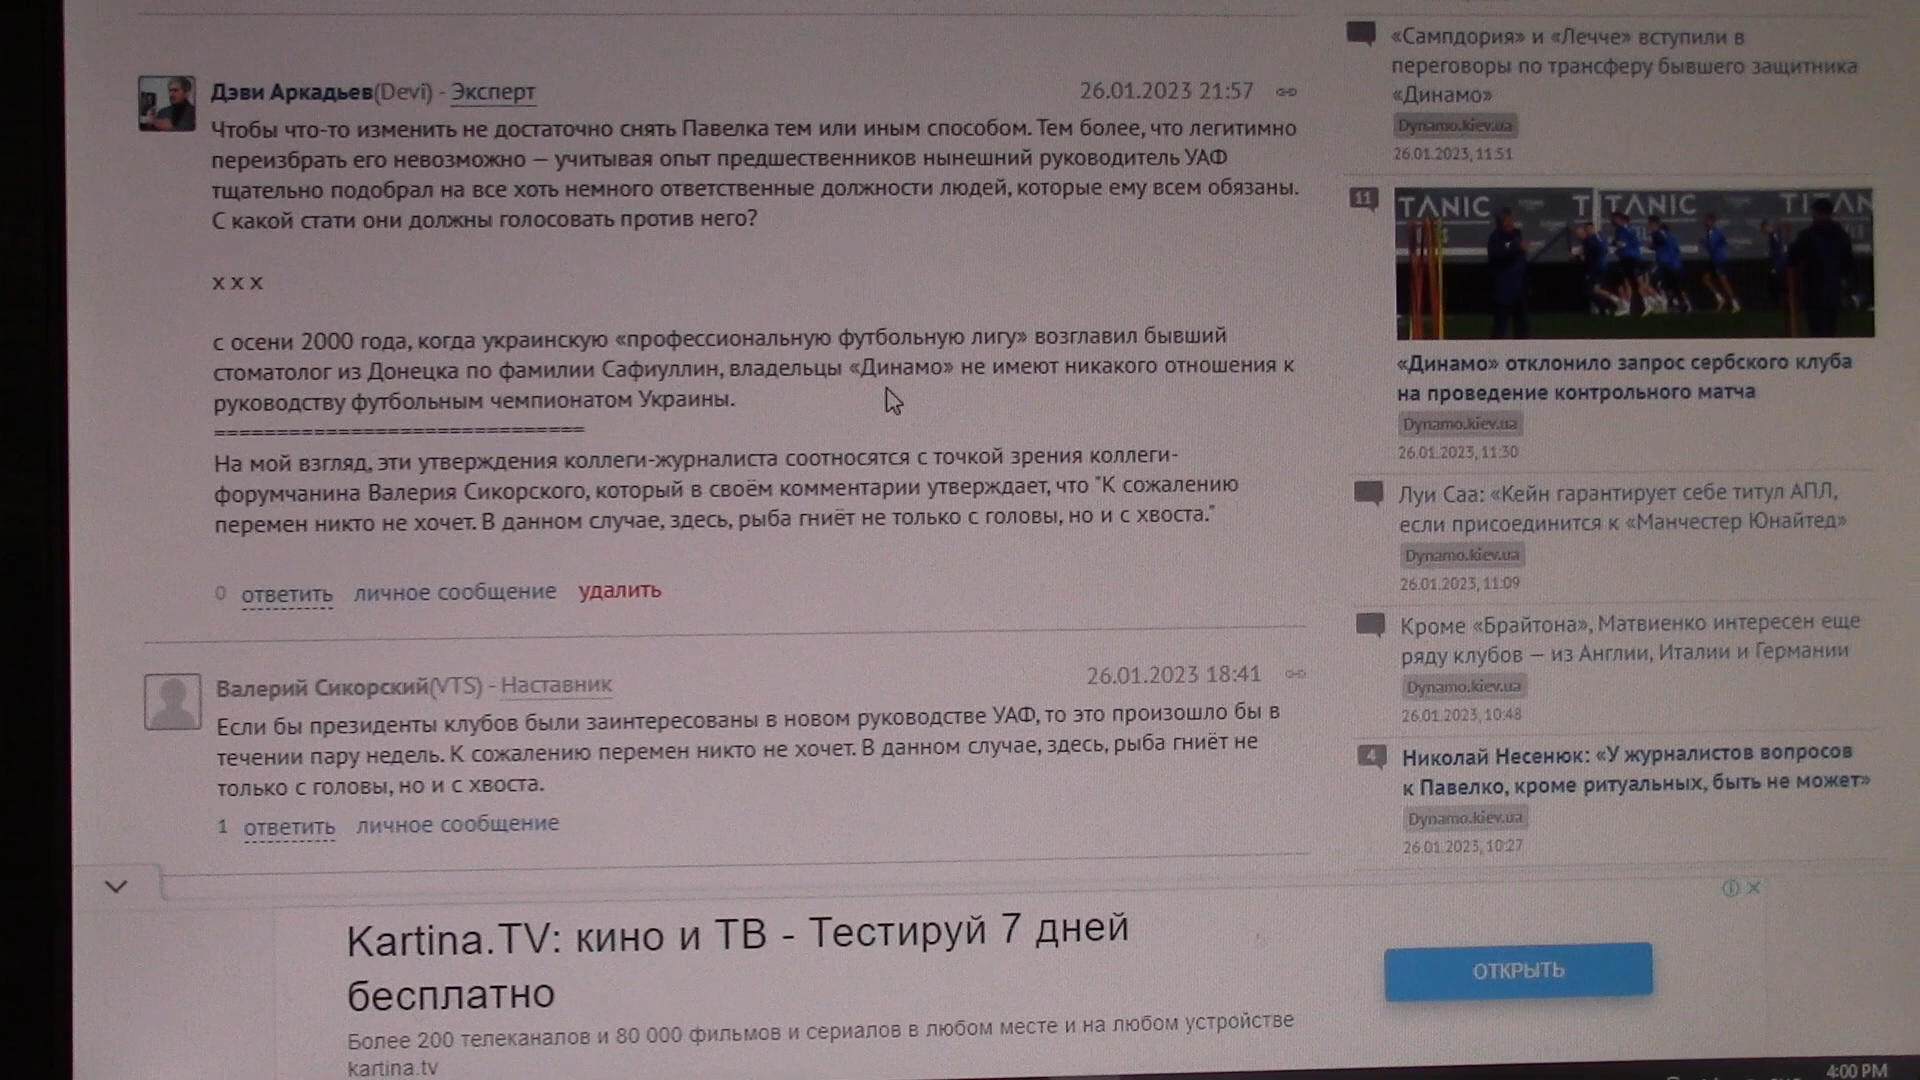 Дэви Аркадьев(Devi) - Эксперт
26.01.2023 21:57
Чтобы что-то изменить не достаточно снять Павелка тем или иным способом. Тем более, что легитимно
переизбрать его невозможно — учитывая опыт предшественников нынешний руководитель УАФ
тщательно подобрал на все хоть немного ответственные должности людей, которые ему всем обязаны.
С какой стати они должны голосовать против него?
х х х
с осени 2000 года, когда украинскую «профессиональную футбольную лигу» возглавил бывший
стоматолог из Донецка по фамилии Сафиуллин, владельцы «Динамо» не имеют никакого отношения к
руководству футбольным чемпионатом Украины.
==============================
На мой взгляд, эти утверждения коллеги-журналиста соотносятся с точкой зрения коллеги-
форумчанина Валерия Сикорского, который в своём комментарии утверждает, что "К сожалению
перемен никто не хочет. В данном случае, здесь, рыба гниёт не только с головы, но и с хвоста."
0 ответить личное сообщение удалить
Валерий Сикорский(VTS) - Наставник
26.01.2023 18:41
Если бы президенты клубов были заинтересованы в новом руководстве УАФ, то это произошло бы в
течении пару недель. К сожалению перемен никто не хочет. В данном случае, здесь, рыба гниёт не
только с головы, но и с хвоста.
1 ответить личное сообщение
«Сампдория» и «Лечче» вступили в
переговоры по трансферу бывшего защитника
«Динамо»
Dynamo.kiev.ua
26.01.2023, 11:51
11
TANIC TITANIC TITAN
«Динамо» отклонило запрос сербского клуба
на проведение контрольного матча
Dynamo.kiev.ua
26.01.2023, 11:30
Луи Саа: «Кейн гарантирует себе титул АПЛ,
если присоединится к «Манчестер Юнайтед»
Dynamo.kiev.ua
26.01.2023, 11:09
Кроме «Брайтона», Матвиенко интересен еще
ряду клубов — из Англии, Италии и Германии
Dynamo.kiev.ua
26.01.2023, 10:48
4
Николай Несенюк: «У журналистов вопросов
к Павелко, кроме ритуальных, быть не может»
Dynamo.kiev.ua
26.01.2023, 10:27
Kartina.TV: кино и ТВ - Тестируй 7 дней
бесплатно
Более 200 телеканалов и 80 000 фильмов и сериалов в любом месте и на любом устройстве
kartina.tv
ОТКРЫТЬ
4:00 PM